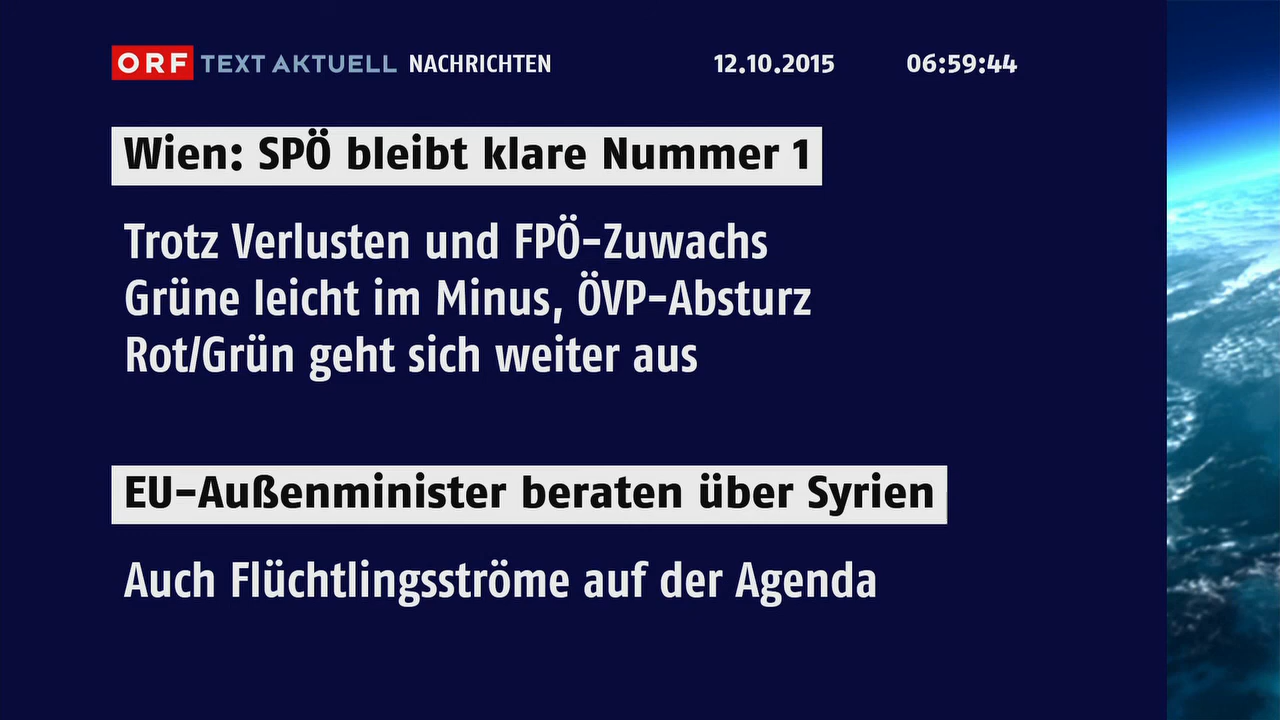 ORF TEXT AKTUELL NACHRICHTEN 12.10.2015 06:59:44
Wien: SPÖ bleibt klare Nummer 1
Trotz Verlusten und FPÖ-Zuwachs
Grüne leicht im Minus, ÖVP-Absturz
Rot/Grün geht sich weiter aus
EU-Außenminister beraten über Syrien
Auch Flüchtlingsströme auf der Agenda